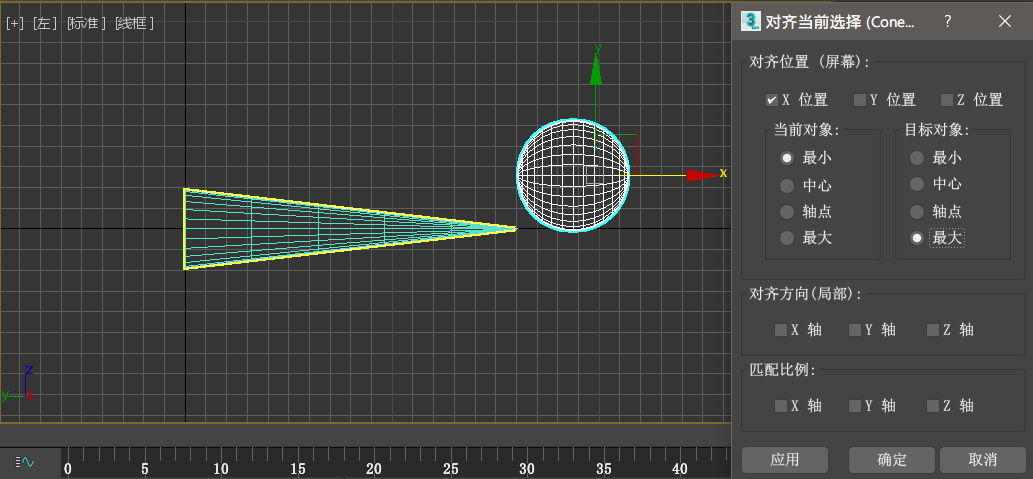 [+] [左] [标准] [线框]
y
x
z
y
x
0 5 10 15 20 25 30 35 40
3 对齐当前选择 (Cone... ? ×
对齐位置 (屏幕):
X 位置 Y 位置 Z 位置
当前对象: 目标对象:
最小 最小
中心 中心
轴点 轴点
最大 最大
对齐方向(局部):
X 轴 Y 轴 Z 轴
匹配比例:
X 轴 Y 轴 Z 轴
应用 确定 取消